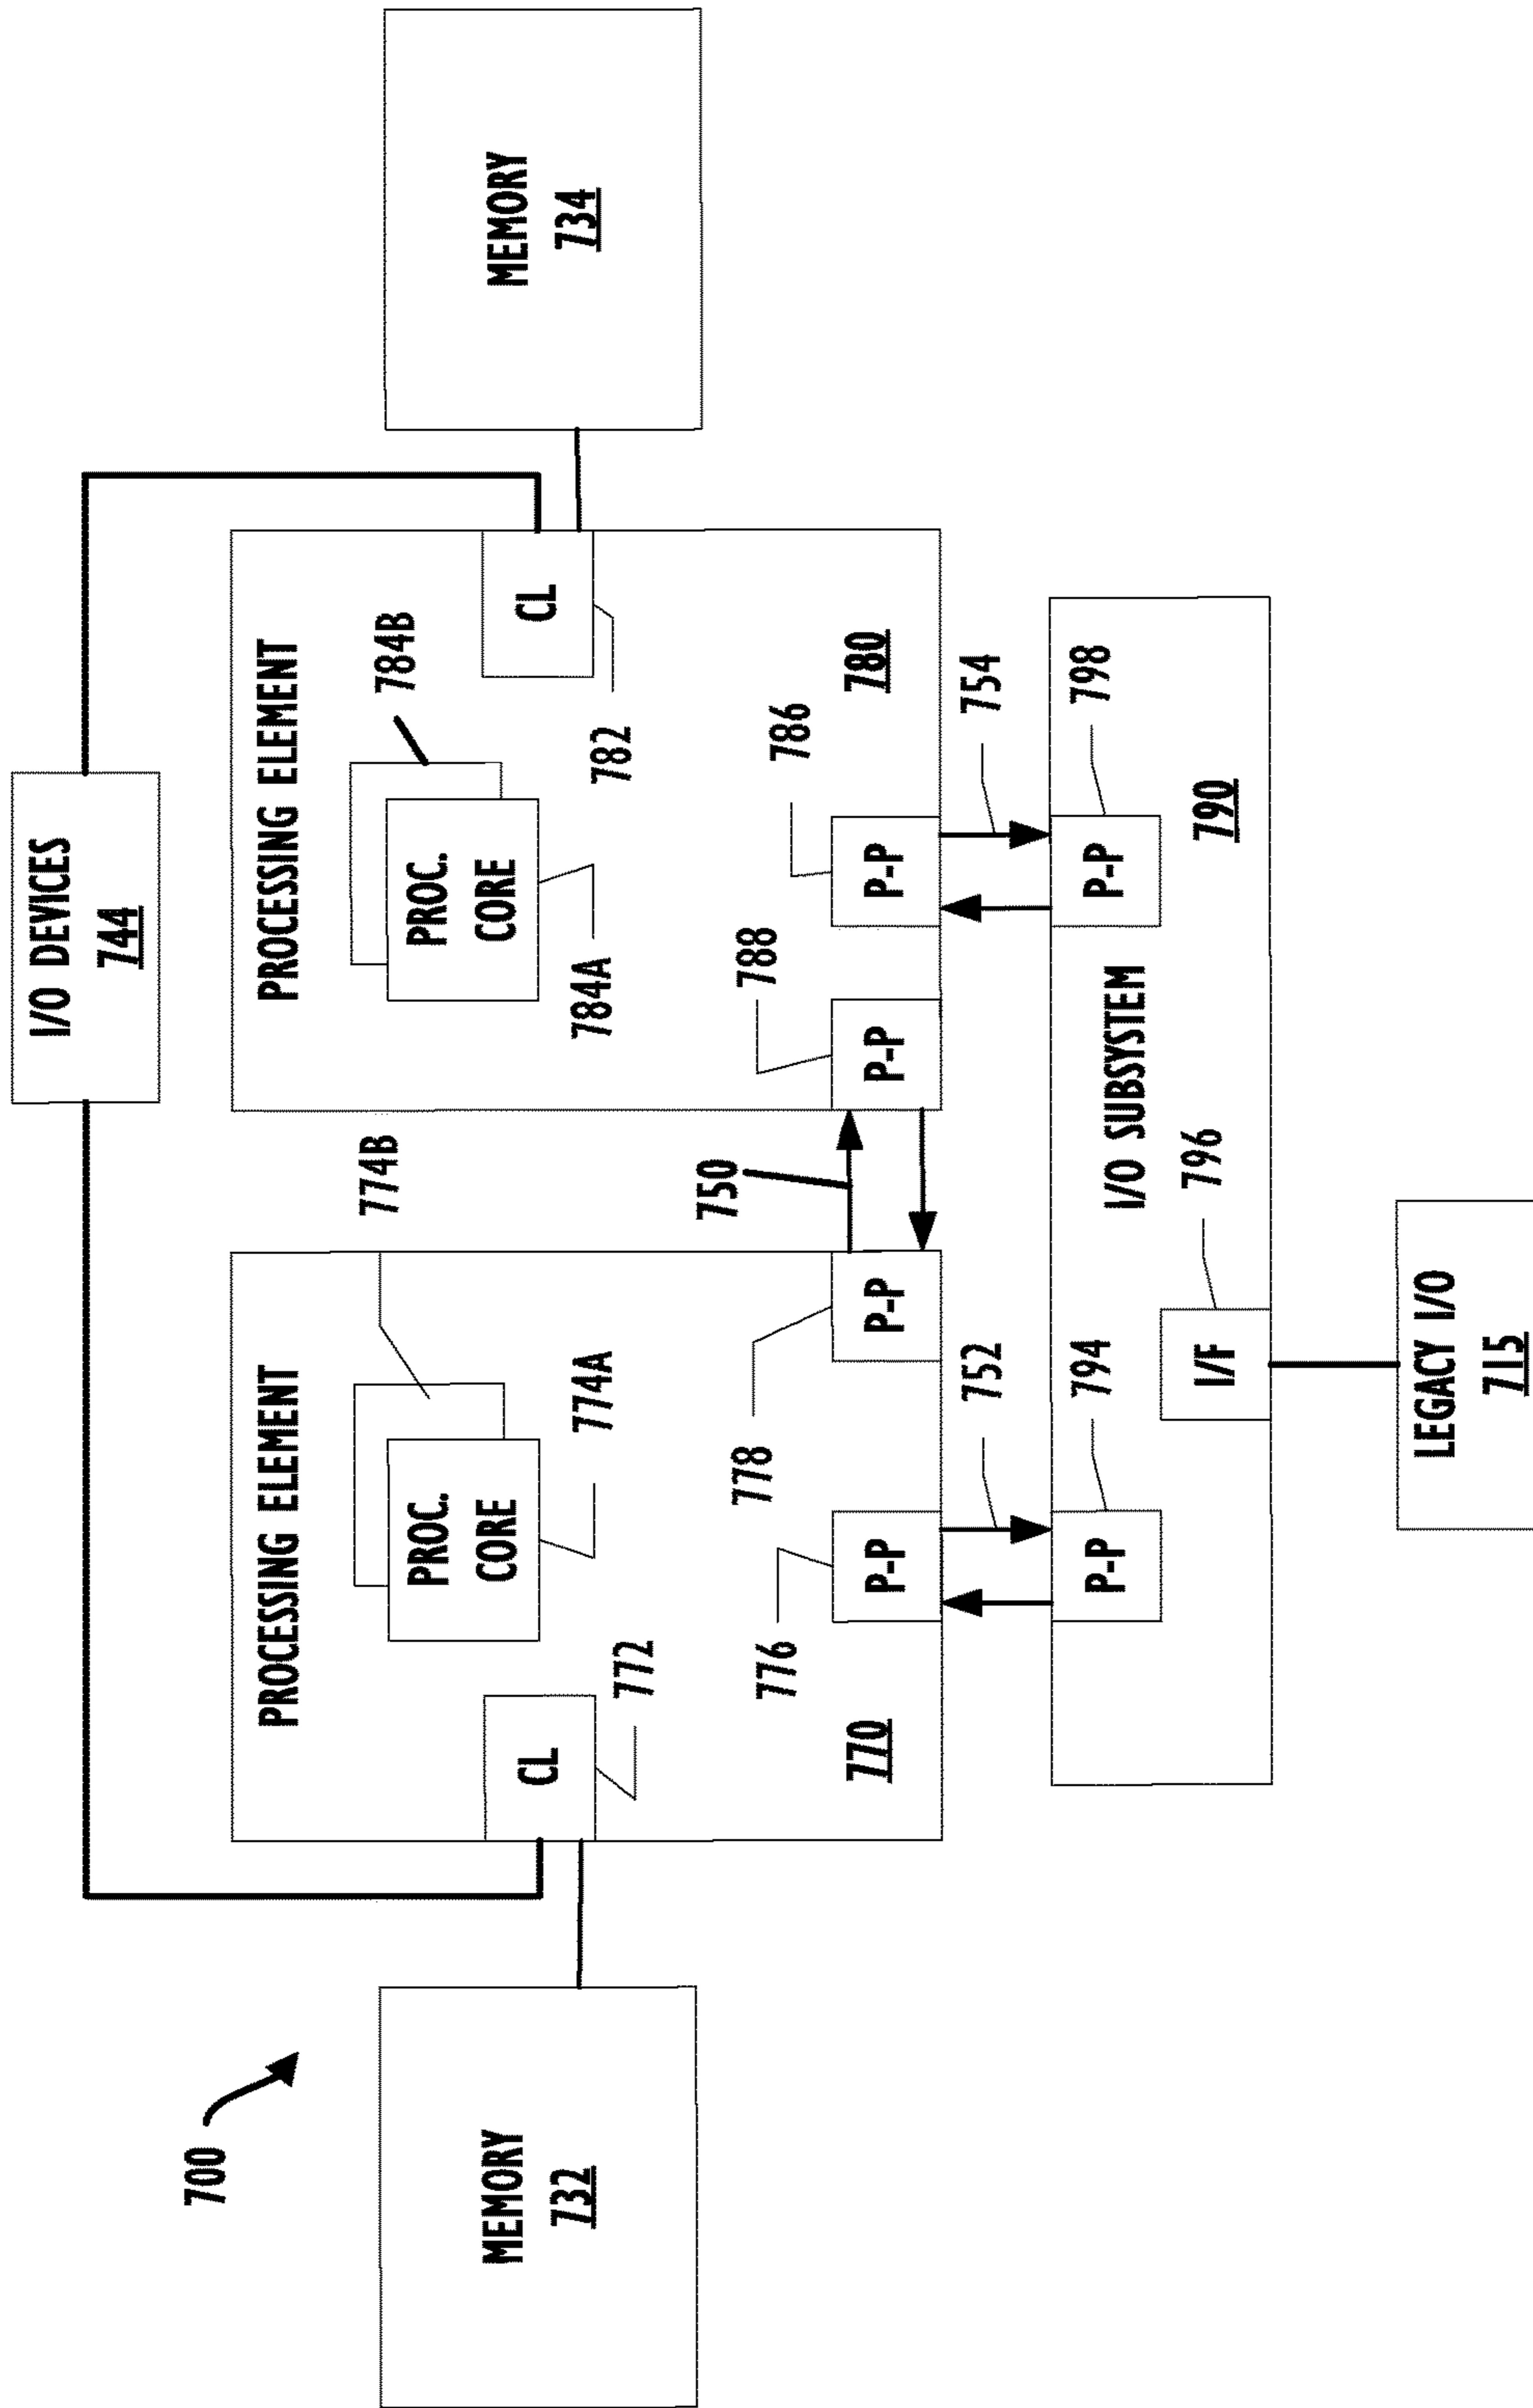 700
I/O DEVICES
744
MEMORY
732
PROCESSING ELEMENT
CL
772
PROC.
CORE
774A
774B
776
P-P
778
P-P
770
750
PROCESSING ELEMENT
PROC.
CORE
784A
784B
CL
782
788
P-P
786
P-P
780
MEMORY
734
752
754
794
P-P
I/O SUBSYSTEM
P-P
798
790
I/F
796
LEGACY I/O
715